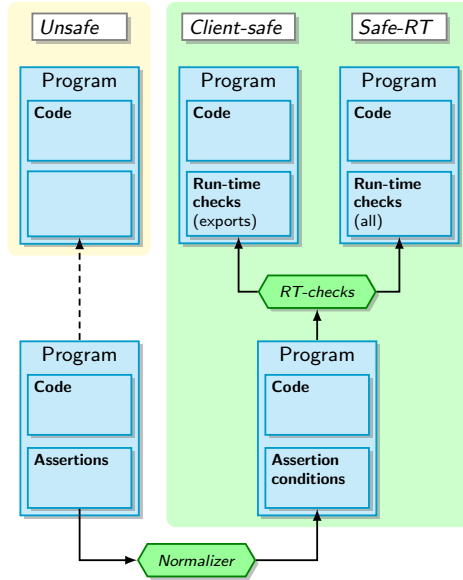 Unsafe
Client-safe
Safe-RT
Program
Code
Program
Code
Run-time
checks
(exports)
Program
Code
Run-time
checks
(all)
RT-checks
Program
Code
Assertions
Program
Code
Assertion
conditions
Normalizer